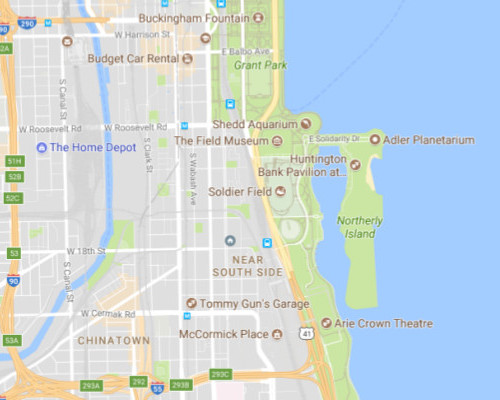 Buckingham Fountain
290
90
W Harrison St
52A
E Balbo Ave
Budget Car Rental
Grant Park
S Canal St
Shedd Aquarium
W Roosevelt Rd
W Roosevelt Rd
E Solidarity Dr
The Field Museum
Adler Planetarium
The Home Depot
S Clark St
S Wabash Ave
Huntington
Bank Pavilion at...
51H
52B
52C
Soldier Field
Northerly
Island
W 18th St
53
NEAR
SOUTH SIDE
90
S Canal St
Tommy Gun's Garage
W Cermak Rd
Arie Crown Theatre
McCormick Place
41
53A
CHINATOWN
293C
293A
55
293B